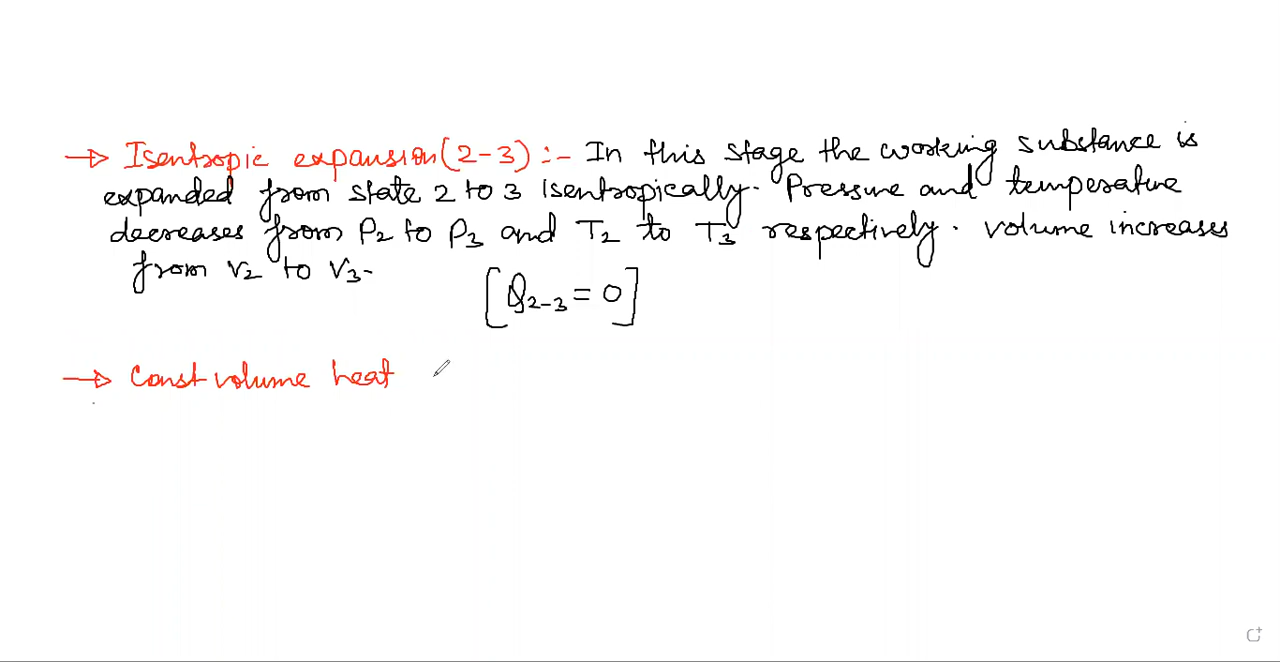 → Isentropic expansion (2-3) :- In this stage the working substance is
expanded from state 2 to 3 Isentropically. Pressure and temperature
decreases from P2 to P3 and T2 to T3 respectively. volume increases
from V2 to V3.
[Q2-3 = 0]
→ Const volume heat